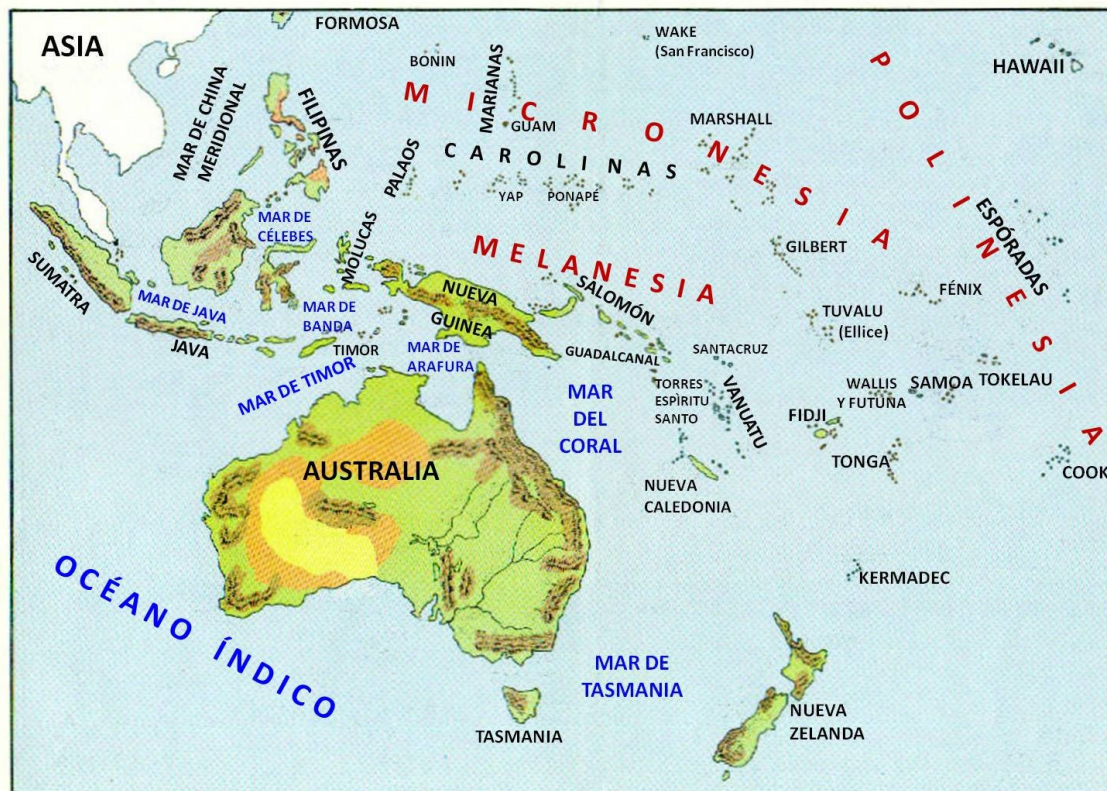 FORMOSA
ASIA
WAKE
(San Francisco)
HAWAII
BONIN
MARIANAS
MICRONESIA
POLINESIA
MAR DE CHINA
MERIDIONAL
FILIPINAS
GUAM
MARSHALL
PALAOS
CAROLINAS
YAP
PONAPÉ
ESPÓRADAS
MAR DE
CÉLEBES
MOLUCAS
MELANESIA
GILBERT
SUMATRA
MAR DE JAVA
NUEVA
GUINEA
SALOMÓN
FÉNIX
JAVA
MAR DE
BANDA
TUVALU
(Ellice)
TIMOR
MAR DE
ARAFURA
GUADALCANAL
SANTACRUZ
MAR DE TIMOR
MAR
DEL
CORAL
TORRES
ESPÌRITU
SANTO
VANUATU
WALLIS
Y FUTUNA
SAMOA
TOKELAU
FIDJI
AUSTRALIA
TONGA
COOK
NUEVA
CALEDONIA
OCÉANO ÍNDICO
KERMADEC
MAR DE
TASMANIA
TASMANIA
NUEVA
ZELANDA